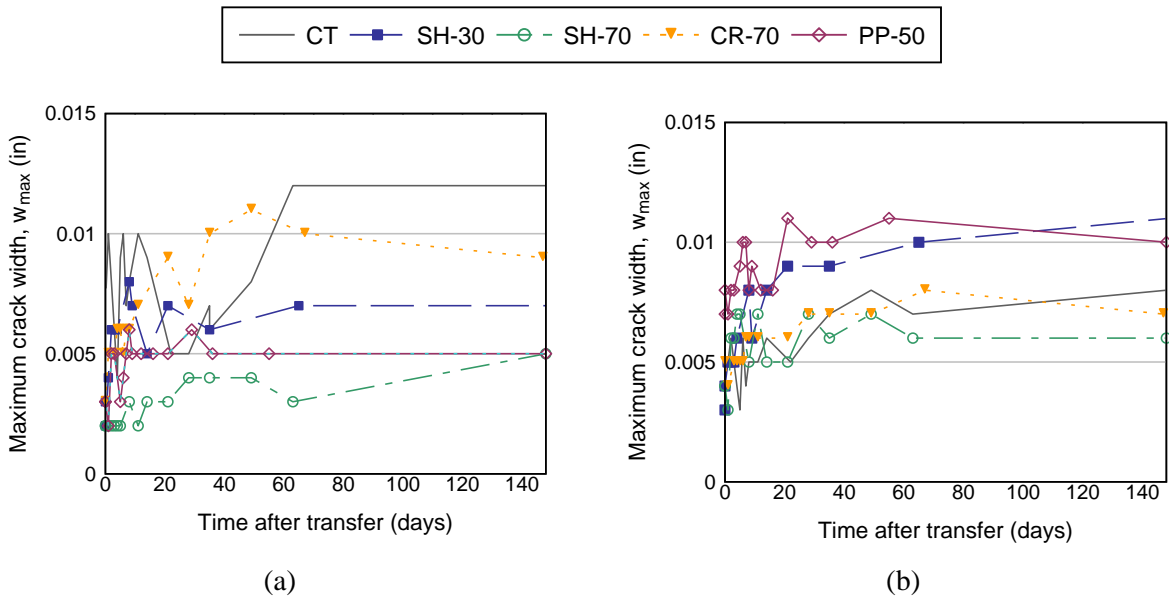 CT SH-30 SH-70 CR-70 PP-50
Maximum crack width, w_max (in)
0.015
0.01
0.005
0
0 20 40 60 80 100 120 140
Time after transfer (days)
(a)
Maximum crack width, w_max (in)
0.015
0.01
0.005
0
0 20 40 60 80 100 120 140
Time after transfer (days)
(b)